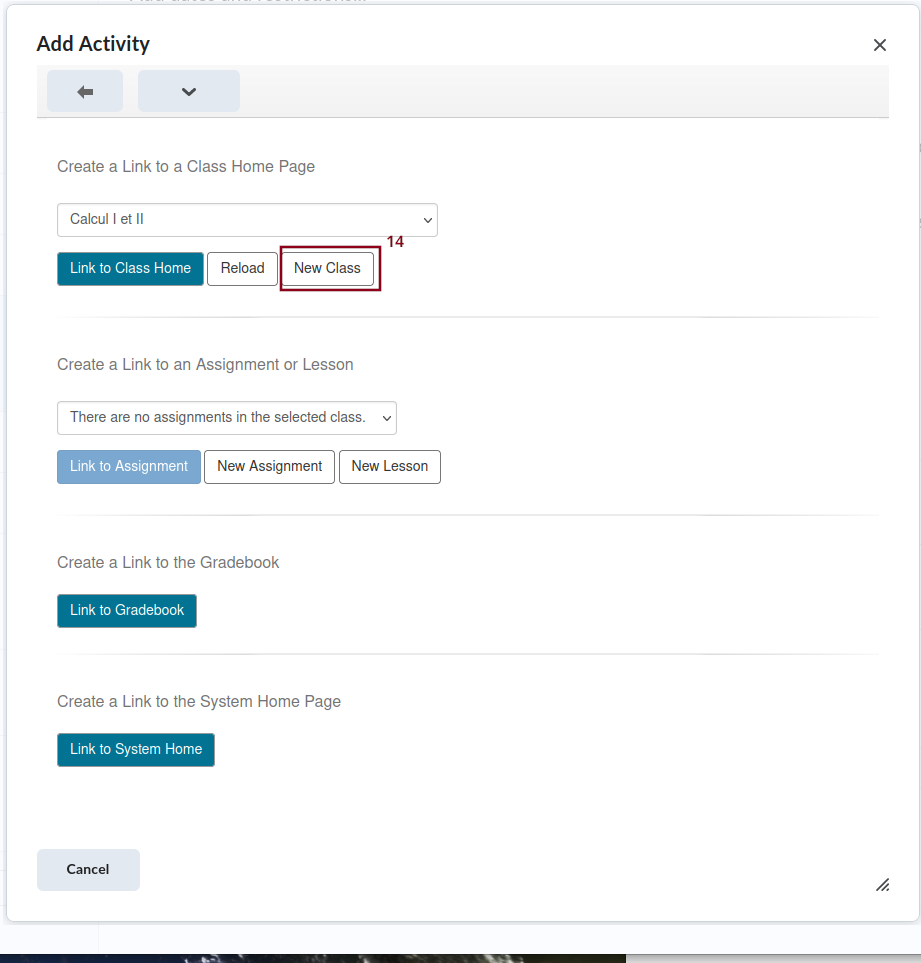 Add Activity
Create a Link to a Class Home Page
Calcul I et II
14
Link to Class Home Reload New Class
Create a Link to an Assignment or Lesson
There are no assignments in the selected class.
Link to Assignment New Assignment New Lesson
Create a Link to the Gradebook
Link to Gradebook
Create a Link to the System Home Page
Link to System Home
Cancel